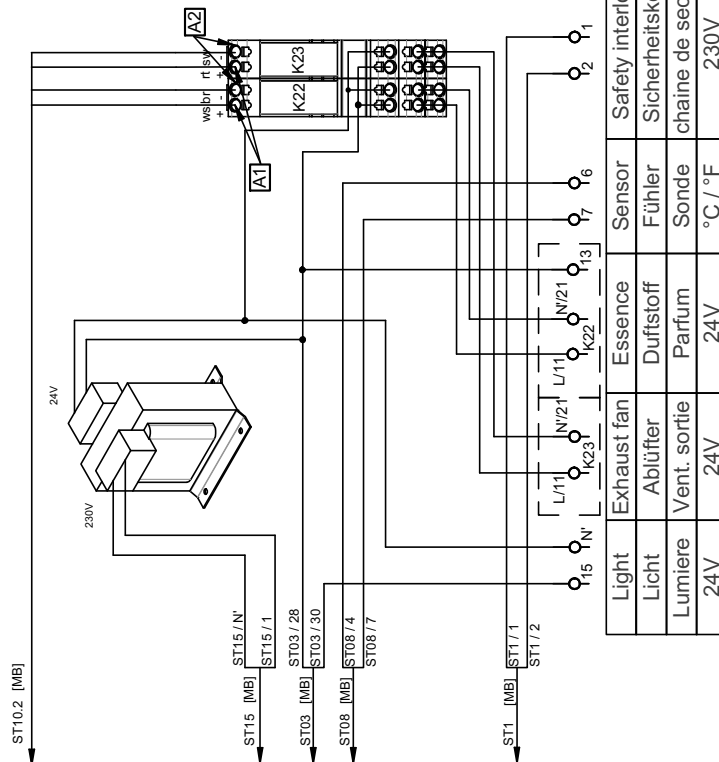 A2
rt sw
+ -
ws br
+ -
K23
K22
A1
24V
230V
ST10.2 [MB]
ST15 / N'
ST15 / 1
ST15 [MB]
ST03 / 28
ST03 / 30
ST03 [MB]
ST08 / 4
ST08 / 7
ST08 [MB]
ST1 / 1
ST1 / 2
ST1 [MB]
1
2
6
7
13
N'/21
L/11
K22
N'/21
L/11
K23
N'
15
Light
Licht
Lumiere
24V
Exhaust fan
Ablüfter
Vent. sortie
24V
Essence
Duftstoff
Parfum
24V
Sensor
Fühler
Sonde
°C / °F
Safety
chaine de
230V